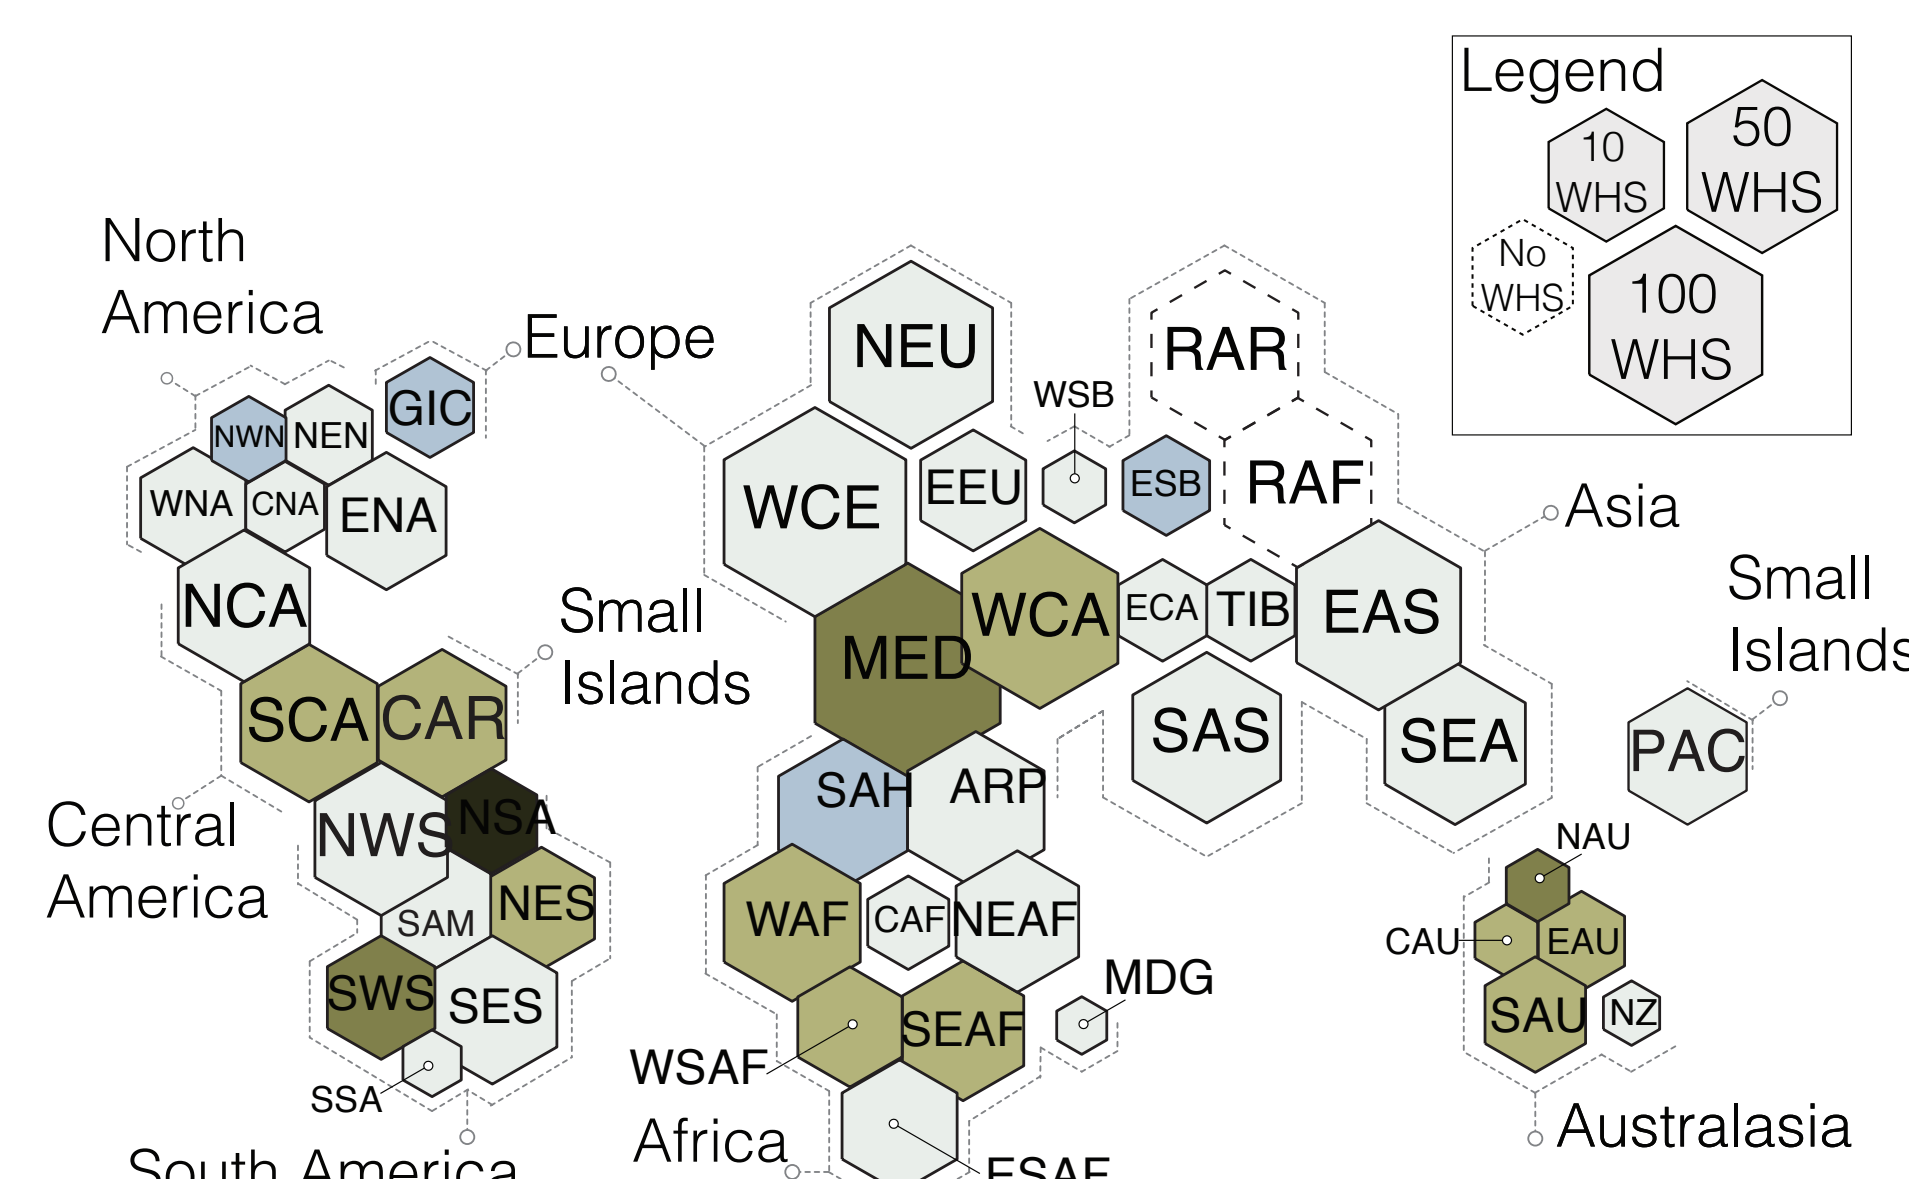 Legend
10
WHS
50
WHS
No
WHS
100
WHS
North
America
Europe
NEU
RAR
WSB
GIC
NWN
NEN
WCE
EEU
ESB
RAF
Asia
WNA
CNA
ENA
NCA
Small
Islands
MED
WCA
ECA
TIB
EAS
Small
Islands
SCA
CAR
SAS
SEA
PAC
Central
America
NWS
NSA
SAH
ARP
NAU
SAM
NES
WAF
CAF
NEAF
CAU
EAU
SWS
SES
MDG
SEAF
SAU
NZ
SSA
WSAF
Africa
Australasia
South America
ESAF